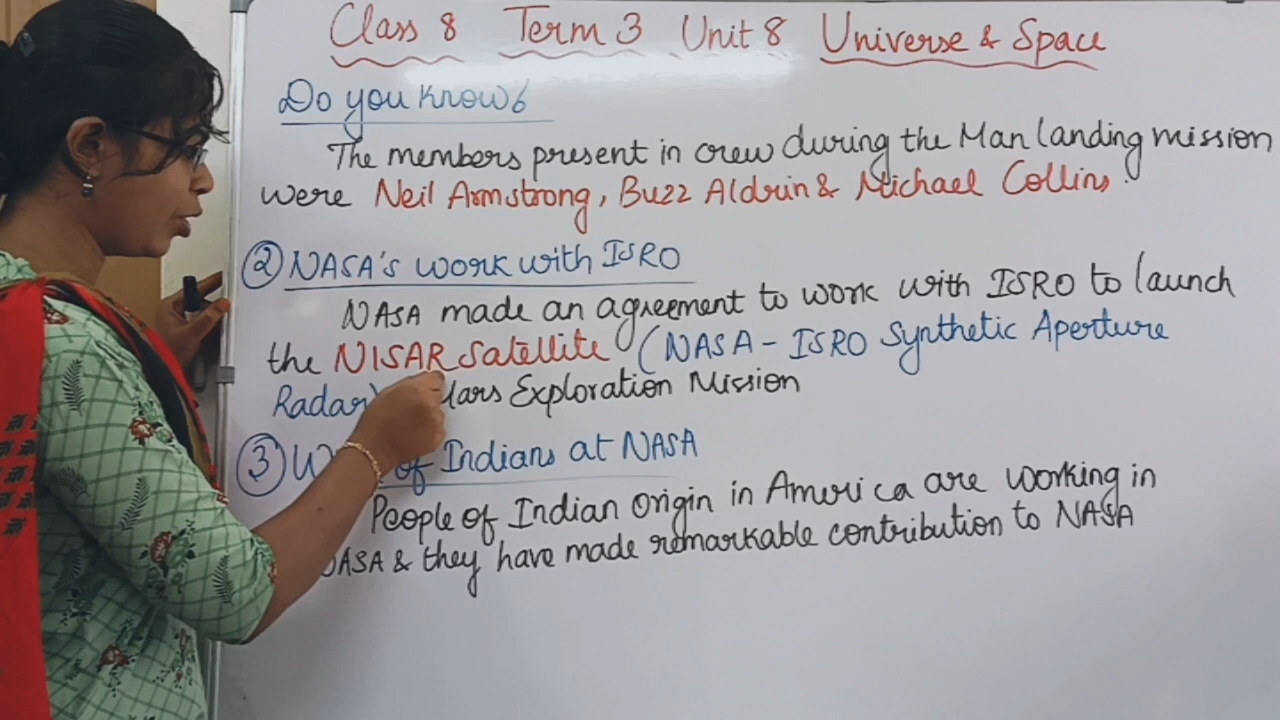 Class 8 Term 3 Unit 8 Universe & Space
Do you know?
The members present in crew during the Man landing mission
were Neil Armstrong, Buzz Aldrin & Michael Collins.
② NASA's work with ISRO
NASA made an agreement to work with ISRO to launch
the NISAR Satellite (NASA - ISRO Synthetic Aperture
Radar) Mars Exploration Mission
③ of Indians at NASA
People of Indian Origin in America are working in
NASA & they have made remarkable contribution to NASA